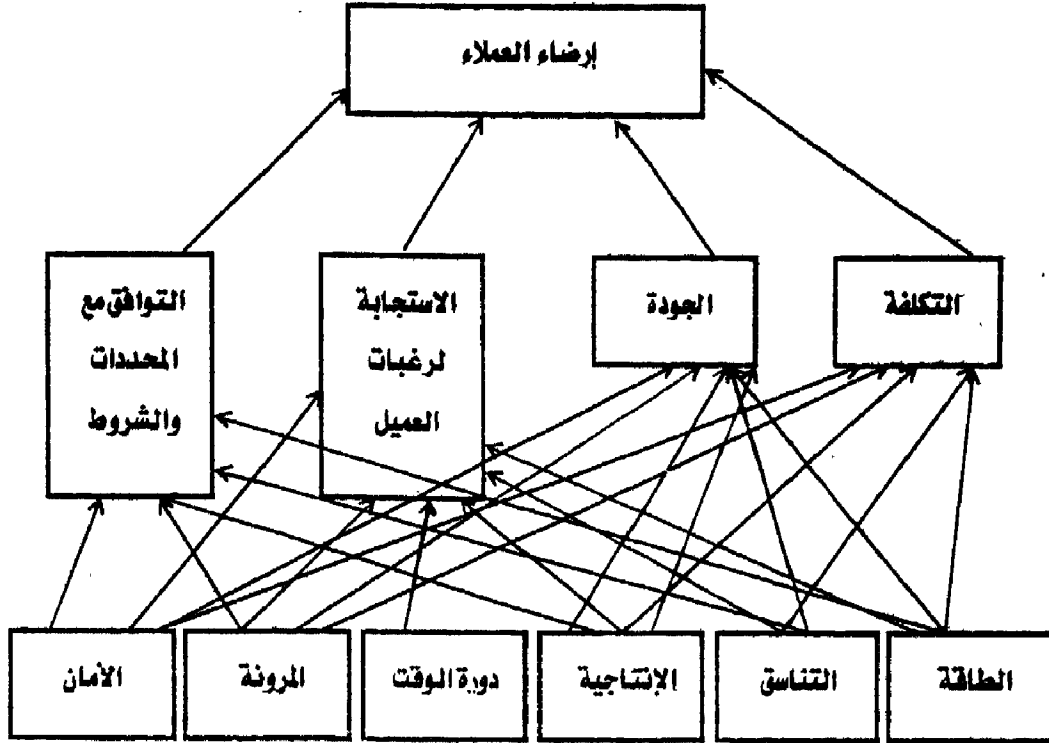 إرضاء العملاء
التكلفة
الجودة
الاستجابة
لرغبات
العميل
التوافق مع
المحددات
والشروط
الطاقة
التناسق
الإنتاجية
دورة الوقت
المرونة
الأمان